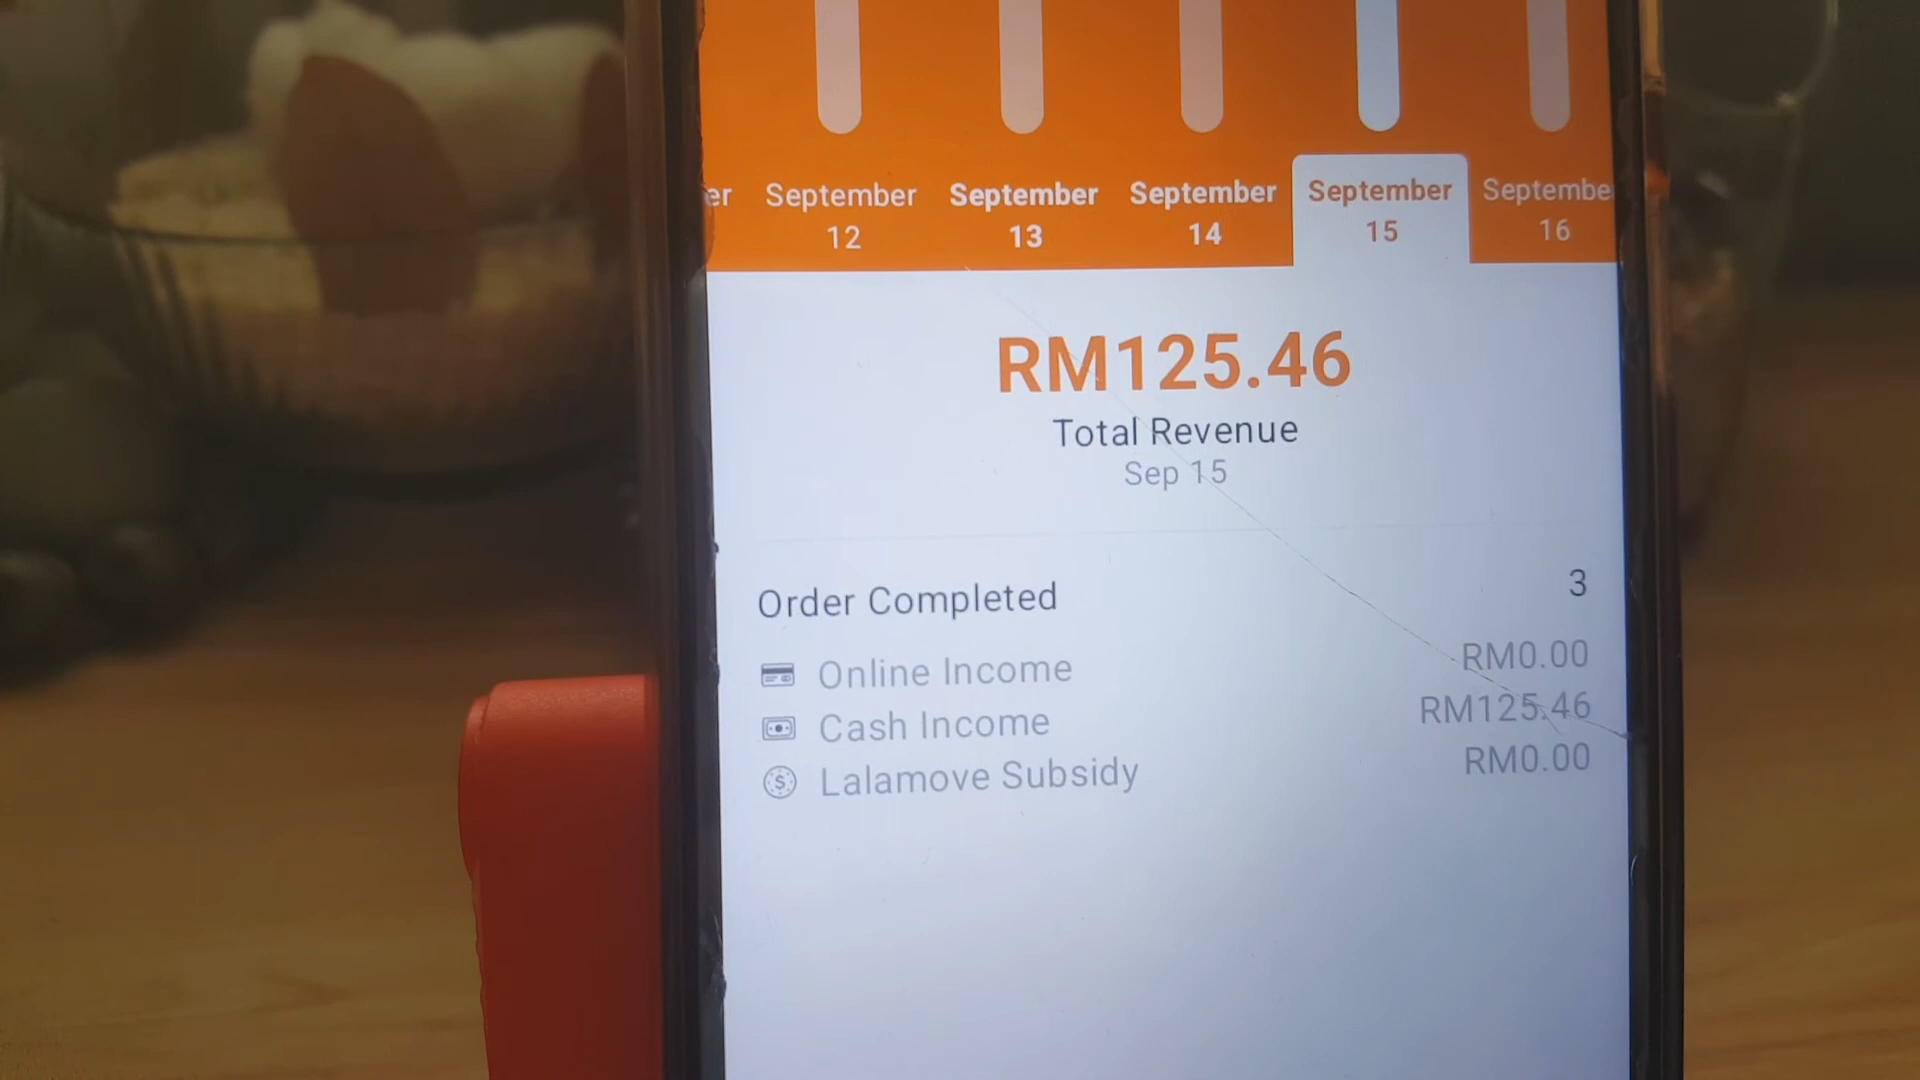 er September September September September Septembe
12 13 14 15 16
RM125.46
Total Revenue
Sep 15
Order Completed 3
Online Income RM0.00
Cash Income RM125.46
Lalamove Subsidy RM0.00